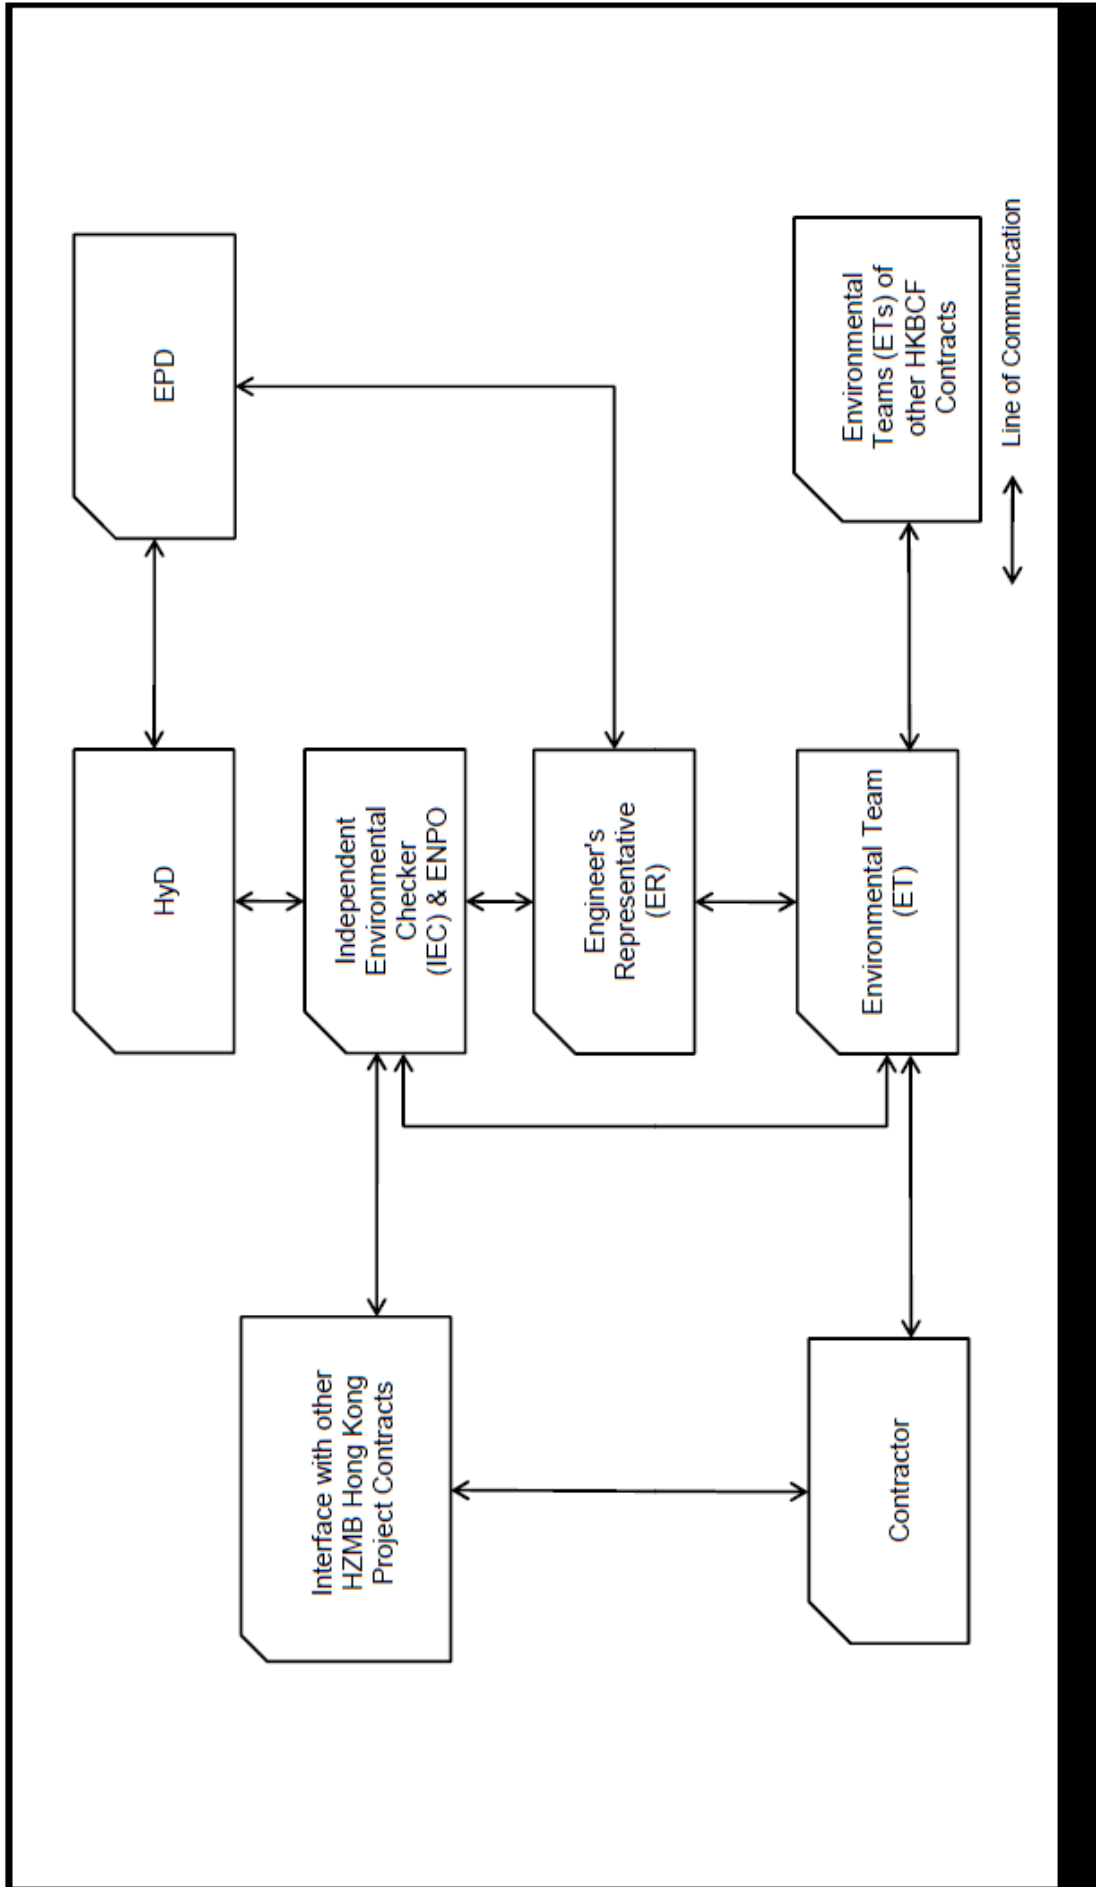 HyD
EPD
Interface with other
HZMB Hong Kong
Project Contracts
Independent
Environmental
Checker
(IEC) & ENPO
Engineer's
Representative
(ER)
Contractor
Environmental Team
(ET)
Environmental
Teams (ETs) of
other HKBCF
Contracts
Line of Communication